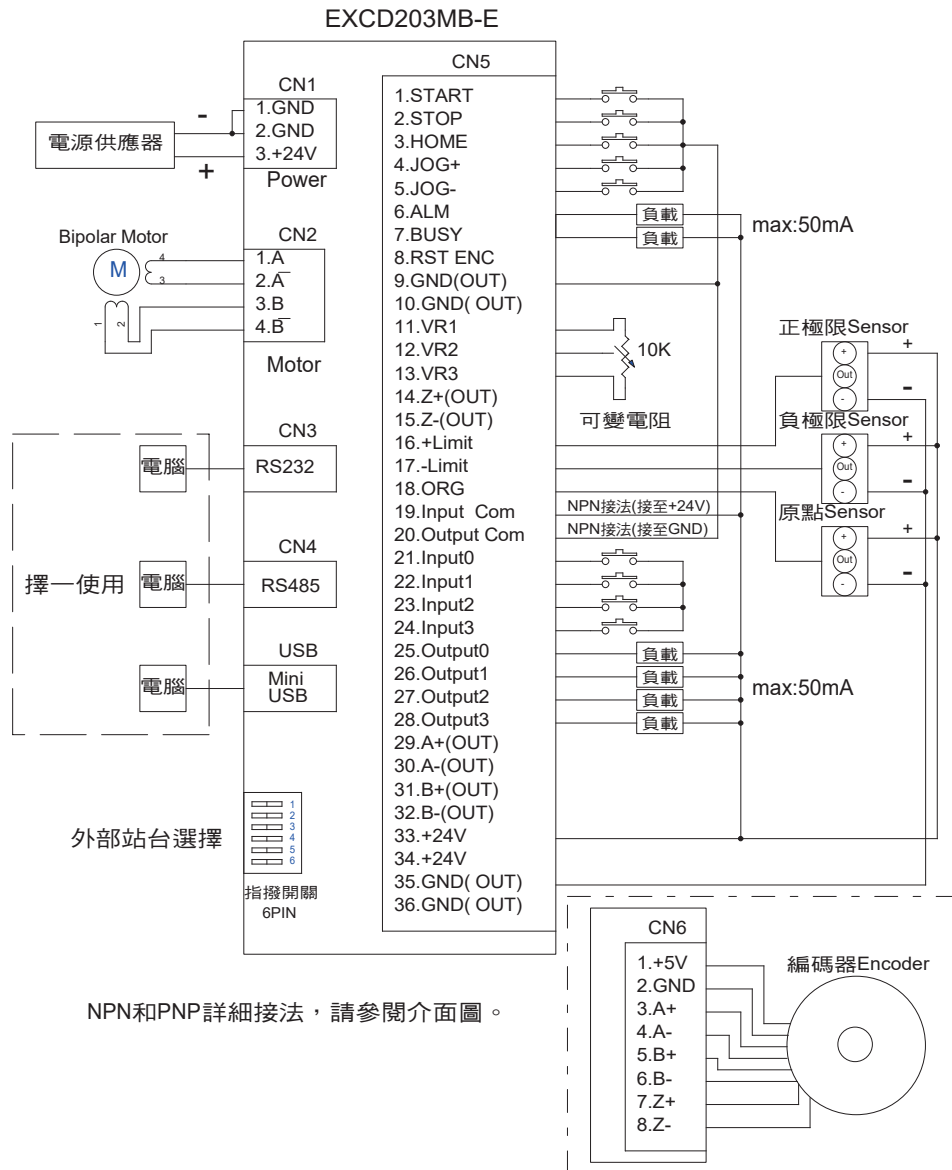 EXCD203MB-E
CN1
1.GND
2.GND
3.+24V
Power
電源供應器
-
+
Bipolar Motor
M
4
3
1
2
CN2
1.A
2.A̅
3.B
4.B̅
Motor
CN3
電腦
RS232
CN4
擇一使用
電腦
RS485
USB
電腦
Mini
USB
外部站台選擇
1
2
3
4
5
6
指撥開關
6PIN
CN5
1.START
2.STOP
3.HOME
4.JOG+
5.JOG-
6.ALM
7.BUSY
8.RST ENC
9.GND(OUT)
10.GND( OUT)
11.VR1
12.VR2
13.VR3
14.Z+(OUT)
15.Z-(OUT)
16.+Limit
17.-Limit
18.ORG
19.Input Com
20.Output Com
21.Input0
22.Input1
23.Input2
24.Input3
25.Output0
26.Output1
27.Output2
28.Output3
29.A+(OUT)
30.A-(OUT)
31.B+(OUT)
32.B-(OUT)
33.+24V
34.+24V
35.GND( OUT)
36.GND( OUT)
負載
負載
max:50mA
10K
可變電阻
NPN接法(接至+24V)
NPN接法(接至GND)
負載
負載
負載
負載
max:50mA
正極限Sensor
+
Out
-
+
-
負極限Sensor
+
Out
-
+
-
原點Sensor
+
Out
-
+
-
CN6
1.+5V
2.GND
3.A+
4.A-
5.B+
6.B-
7.Z+
8.Z-
編碼器Encoder
NPN和PNP詳細接法，請參閱介面圖。